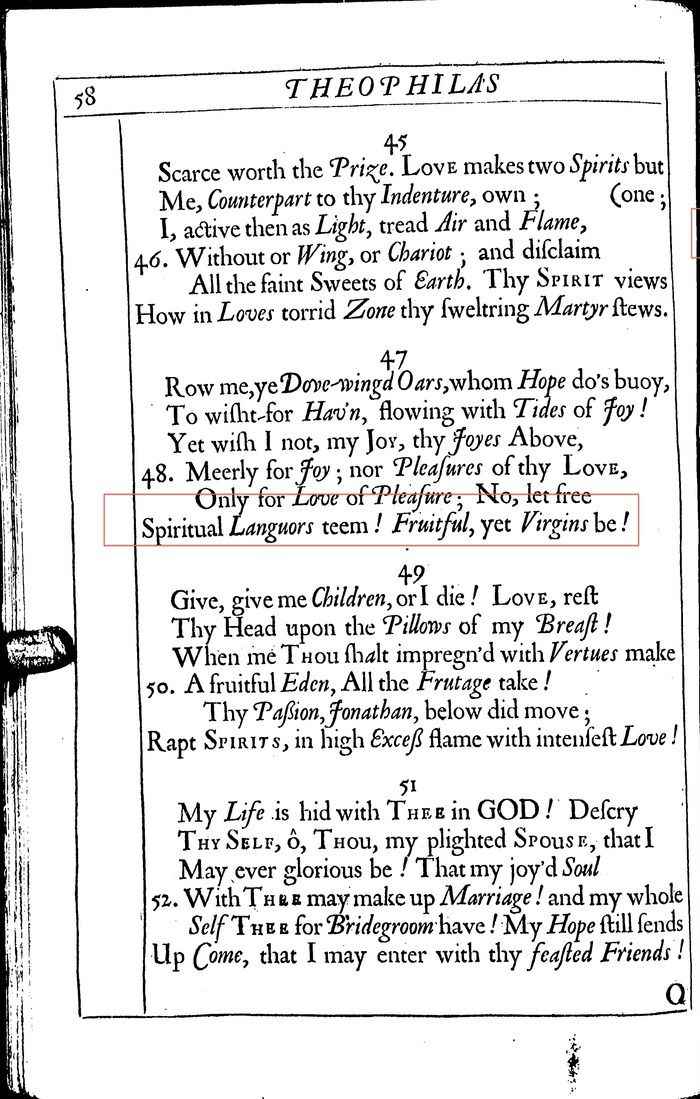 58 THEOPHILAS
45
Scarce worth the Prize. LOVE makes two Spirits but
Me, Counterpart to thy Indenture, own ; (one ;
I, active then as Light, tread Air and Flame,
46. Without or Wing, or Chariot ; and diſclaim
All the faint Sweets of Earth. Thy SPIRIT views
How in Loves torrid Zone thy ſweltring Martyr ſtews.
47
Row me, ye Dove-wingd Oars, whom Hope do's buoy,
To wiſht-for Hav'n, flowing with Tides of Joy !
Yet wiſh I not, my JOY, thy Joyes Above,
48. Meerly for Joy ; nor Pleaſures of thy LOVE,
Only for Love of Pleaſure ; No, let free
Spiritual Languors teem ! Fruitful, yet Virgins be !
49
Give, give me Children, or I die ! LOVE, reſt
Thy Head upon the Pillows of my Breaſt !
When me THOU ſhalt impregn'd with Vertues make
50. A fruitful Eden, All the Frutage take !
Thy Paſsion, Jonathan, below did move ;
Rapt SPIRITS, in high Exceſs flame with intenſeſt Love !
51
My Life is hid with THEE in GOD ! Deſcry
THY SELF, ô, THOU, my plighted SPOUSE, that I
May ever glorious be ! That my joy'd Soul
52. With THEE may make up Marriage ! and my whole
Self THEE for Bridegroom have ! My Hope ſtill ſends
Up Come, that I may enter with thy feaſted Friends !
Q